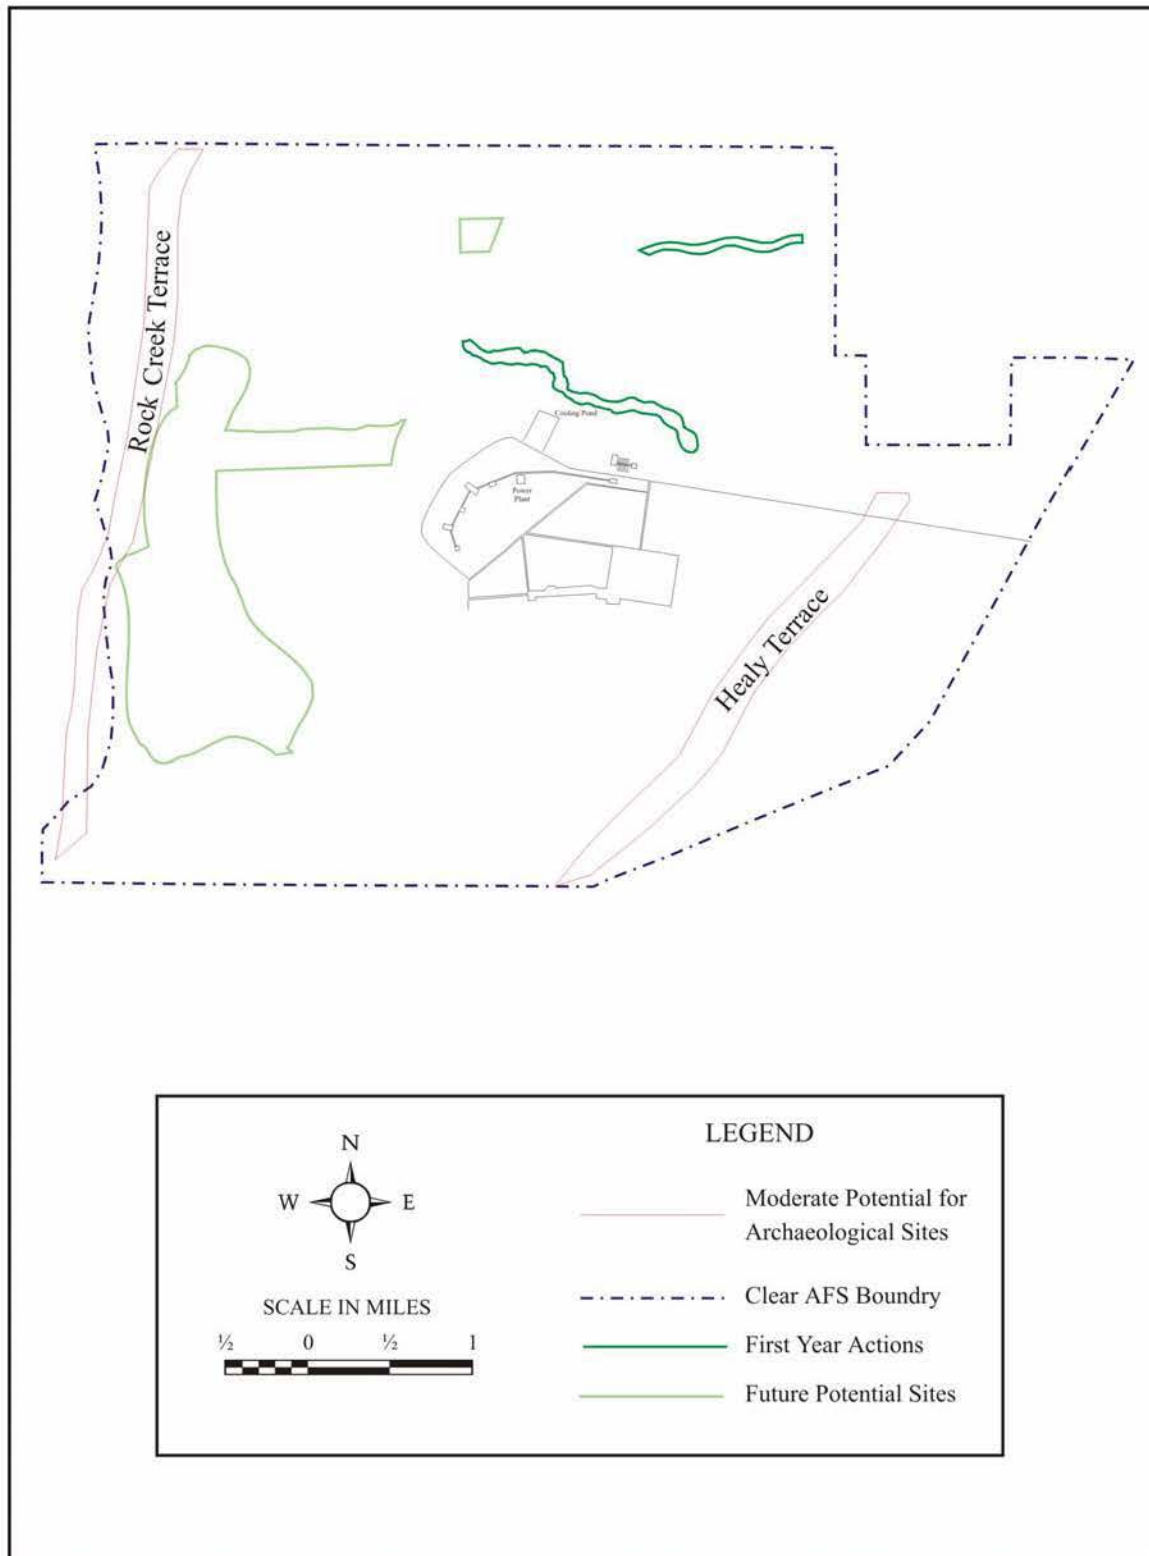 Rock Creek Terrace
Cooling Pond
Power
Plant
Healy Terrace
LEGEND
N
W
E
S
SCALE IN MILES
½ 0 ½ 1
Moderate Potential for
Archaeological Sites
Clear AFS Boundry
First Year Actions
Future Potential Sites